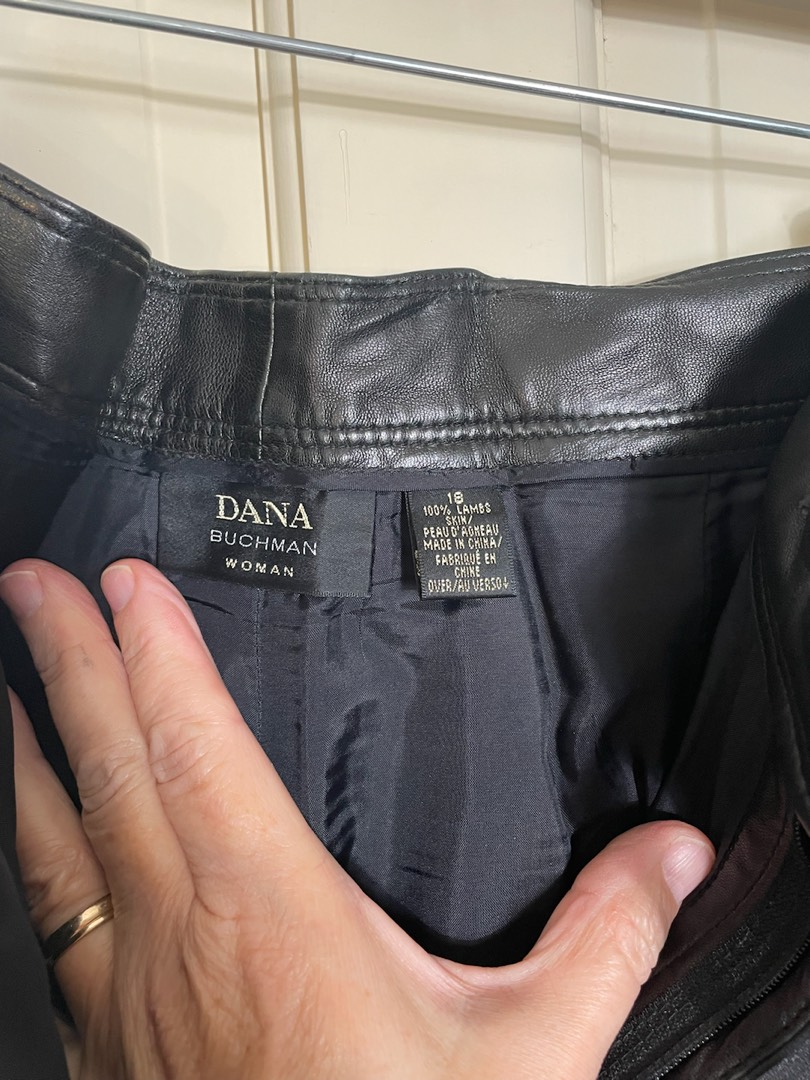 DANA
BUCHMAN
WOMAN
18
100% LAMBS
SKIN/
PEAU D'AGNEAU
MADE IN CHINA/
FABRIQUÉ EN
CHINE
OVER/AU VERSO↓